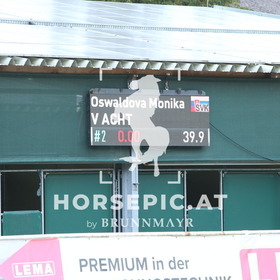 Oswaldova Monika
SVK
V ACHT
#2 0.00 39.9
HORSEPIC.AT
by BRUNNMAYR
LEMA
PREMIUM in der